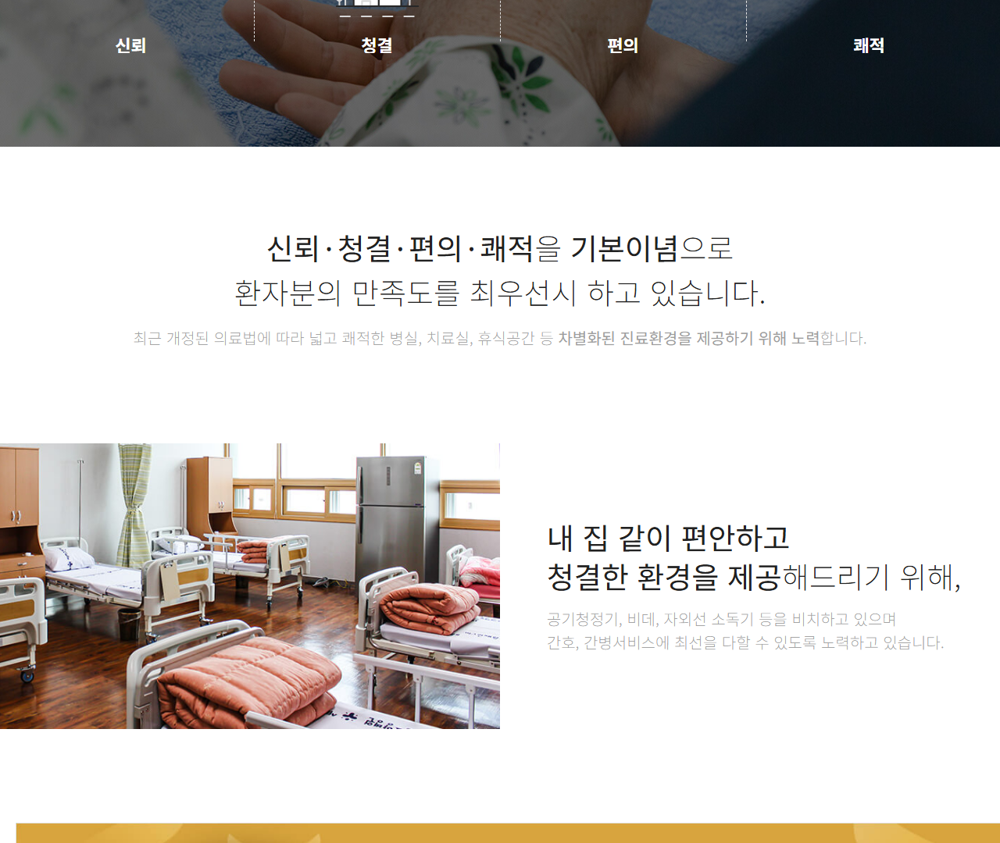 신뢰 청결 편의 쾌적
신뢰·청결·편의·쾌적을 기본이념으로
환자분의 만족도를 최우선시 하고 있습니다.
최근 개정된 의료법에 따라 넓고 쾌적한 병실, 치료실, 휴식공간 등 차별화된 진료환경을 제공하기 위해 노력합니다.
내 집 같이 편안하고
청결한 환경을 제공해드리기 위해,
공기청정기, 비데, 자외선 소독기 등을 비치하고 있으며
간호, 간병서비스에 최선을 다할 수 있도록 노력하고 있습니다.